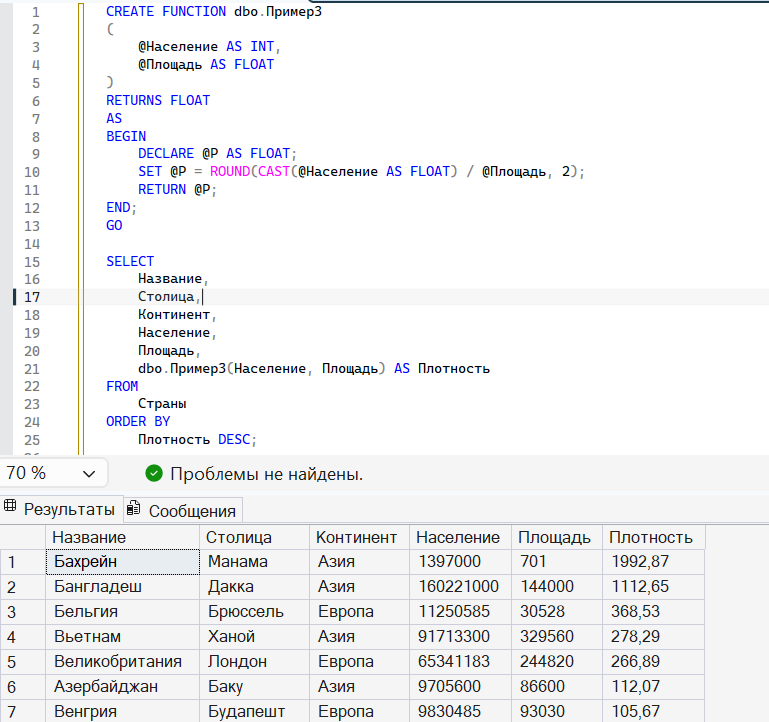 1 CREATE FUNCTION dbo.Пример3
2 (
3 @Население AS INT,
4 @Площадь AS FLOAT
5 )
6 RETURNS FLOAT
7 AS
8 BEGIN
9 DECLARE @P AS FLOAT;
10 SET @P = ROUND(CAST(@Население AS FLOAT) / @Площадь, 2);
11 RETURN @P;
12 END;
13 GO
14
15 SELECT
16 Название,
17 Столица,
18 Континент,
19 Население,
20 Площадь,
21 dbo.Пример3(Население, Площадь) AS Плотность
22 FROM
23 Страны
24 ORDER BY
25 Плотность DESC;
70 % Проблемы не найдены.
Результаты Сообщения
Название Столица Континент Население Площадь Плотность
1 Бахрейн Манама Азия 1397000 701 1992,87
2 Бангладеш Дакка Азия 160221000 144000 1112,65
3 Бельгия Брюссель Европа 11250585 30528 368,53
4 Вьетнам Ханой Азия 91713300 329560 278,29
5 Великобритания Лондон Европа 65341183 244820 266,89
6 Азербайджан Баку Азия 9705600 86600 112,07
7 Венгрия Будапешт Европа 9830485 93030 105,67